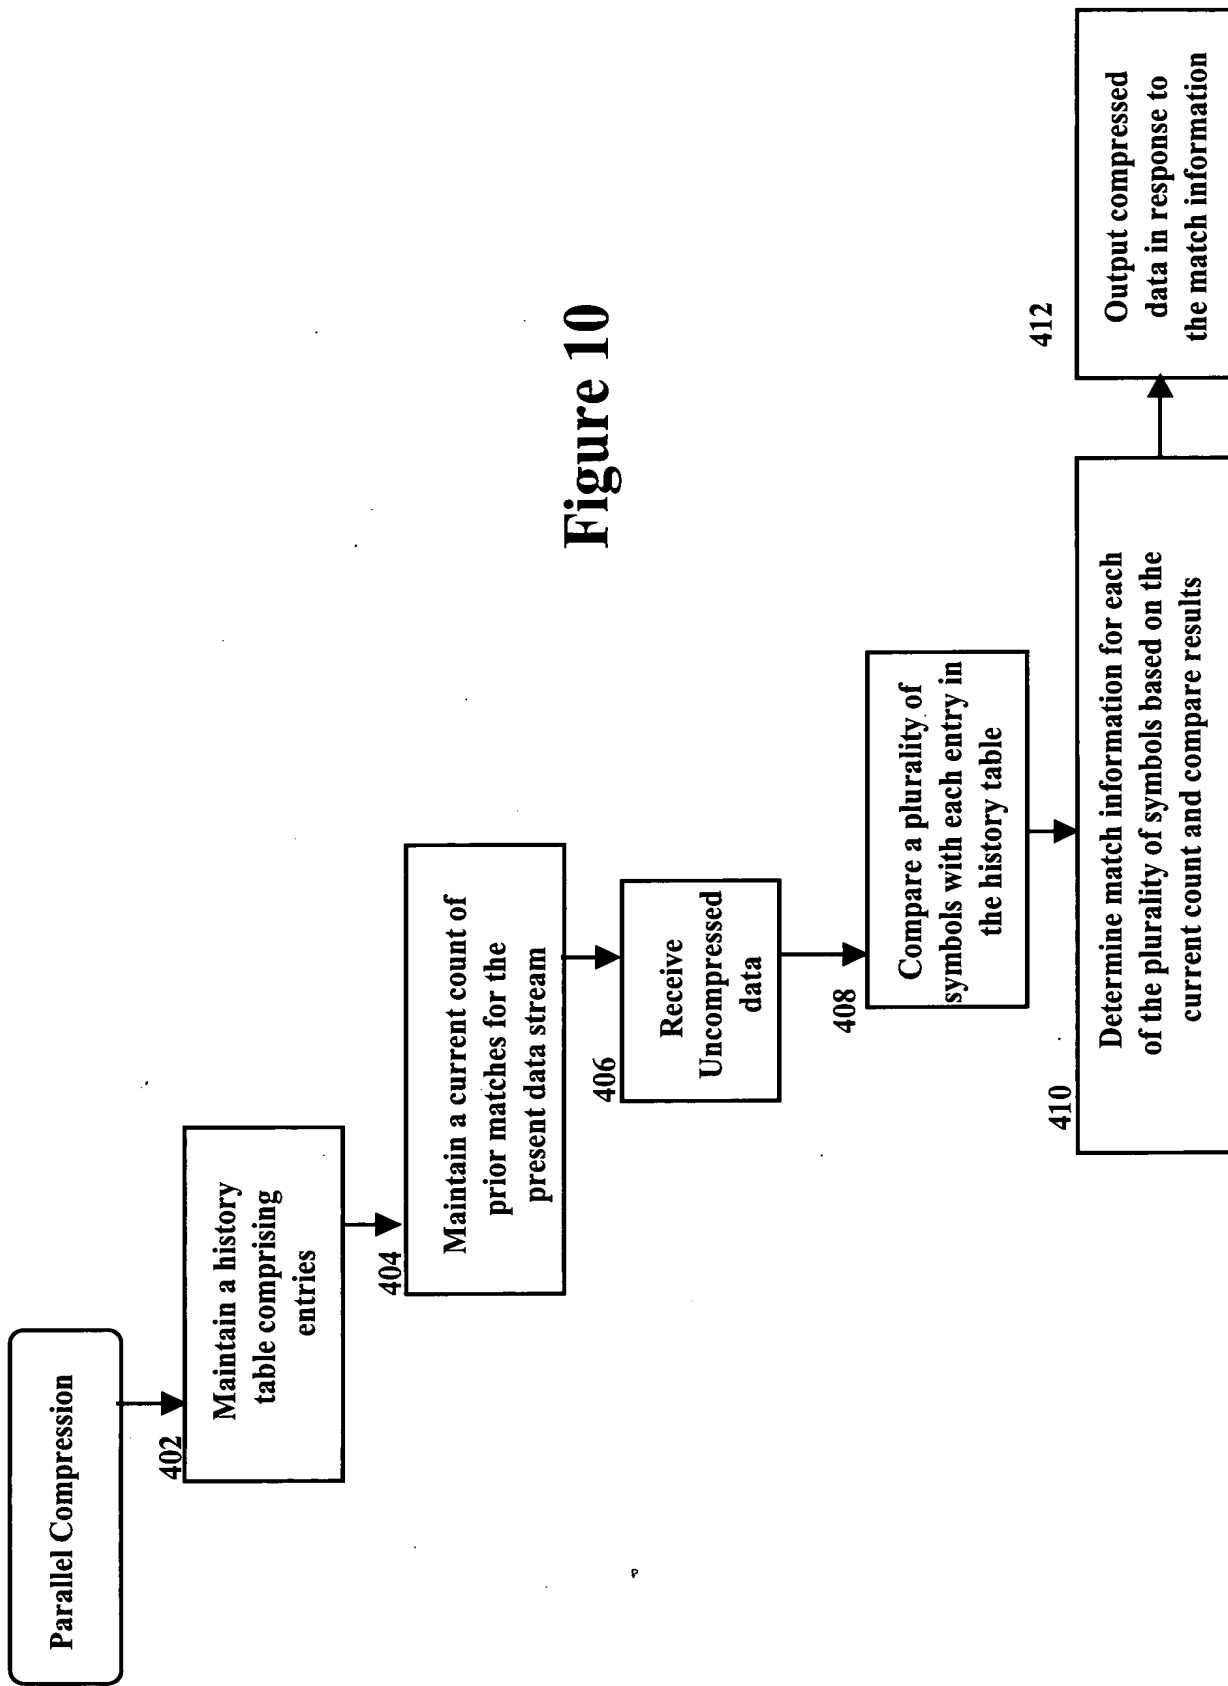 Parallel Compression
402
Maintain a history
table comprising
entries
404
Maintain a current count of
prior matches for the
present data stream
406
Receive
Uncompressed
data
408
Compare a plurality of
symbols with each entry in
the history table
410
Determine match information for each
of the plurality of symbols based on the
current count and compare results
412
Output compressed
data in response to
the match information
Figure 10